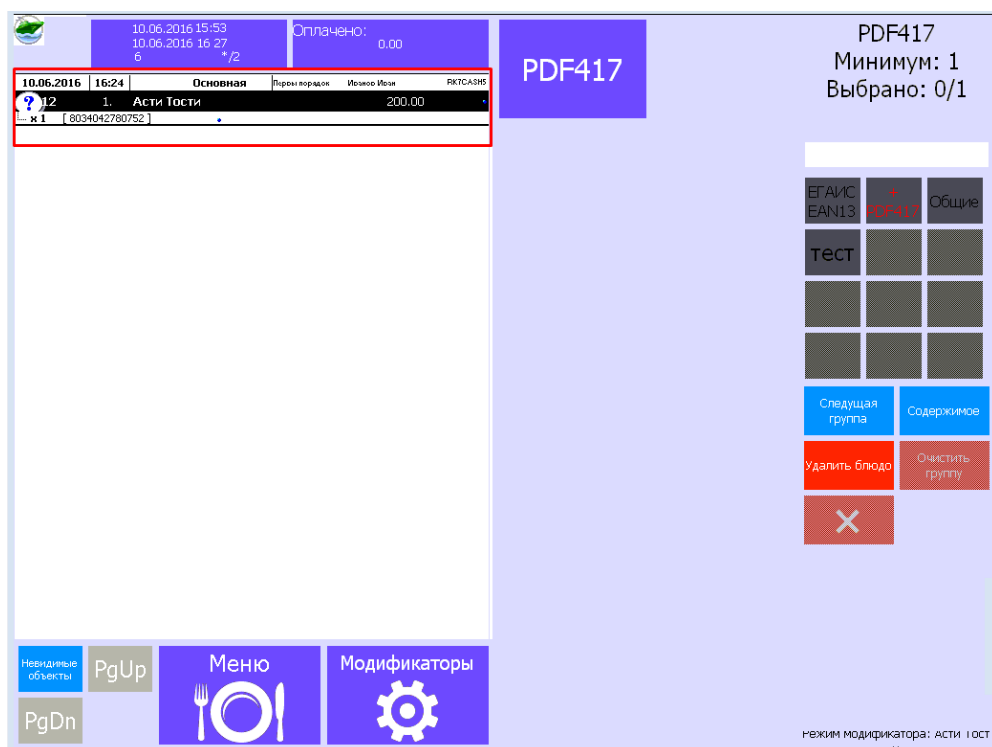 10.06.2016 15:53
10.06.2016 16 27
6 */2
Оплачено:
0.00
PDF417
PDF417
Минимум: 1
Выбрано: 0/1
10.06.2016 16:24 Основная Первы порядок Иванов Иван RK7CASH5
? 12 1. Асти Тости 200.00
x 1 [ 8034042780752 ]
ЕГАИС
EAN13
PDF417
Общие
тест
Следущая
группа
Содержимое
Удалить блюдо
Очистить
группу
Невидимые
объекты
PgUp
Меню
Модификаторы
PgDn
Режим модификатора: Асти Тост